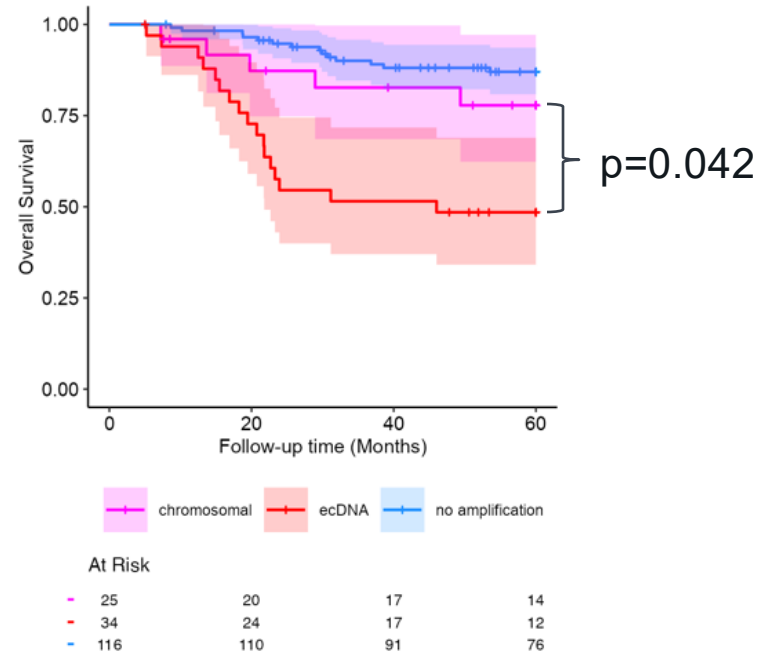 1.00
0.75
0.50
0.25
0.00
Overall Survival
p=0.042
0 20 40 60
Follow-up time (Months)
chromosomal ecDNA no amplification
At Risk
25 20 17 14
34 24 17 12
116 110 91 76